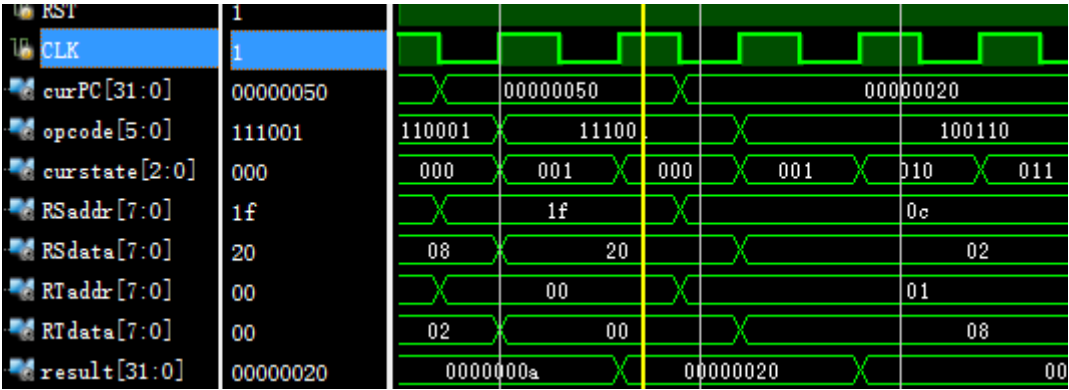 RST 1
CLK 1
curPC[31:0] 00000050 00000050 00000020
opcode[5:0] 111001 110001 100110
curstate[2:0] 000 000 001 000 001 010 011
RSaddr[7:0] 1f 1f 0c
RSdata[7:0] 20 08 20 02
RTaddr[7:0] 00 00 01
RTdata[7:0] 00 02 00 08
result[31:0] 00000020 0000000a 00000020 00